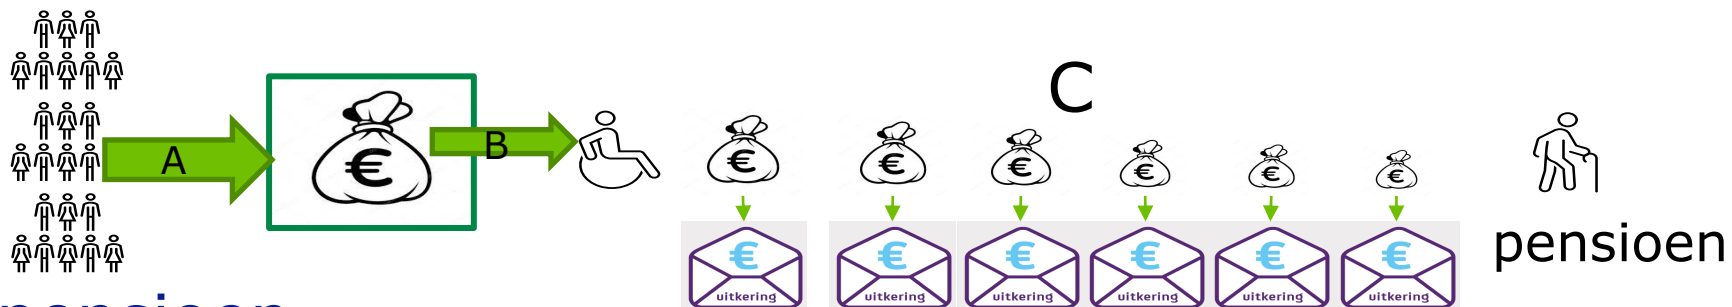 C
A
B
€
€ € € € € €
€ € € € € €
uitkering uitkering uitkering uitkering uitkering uitkering
pensioen